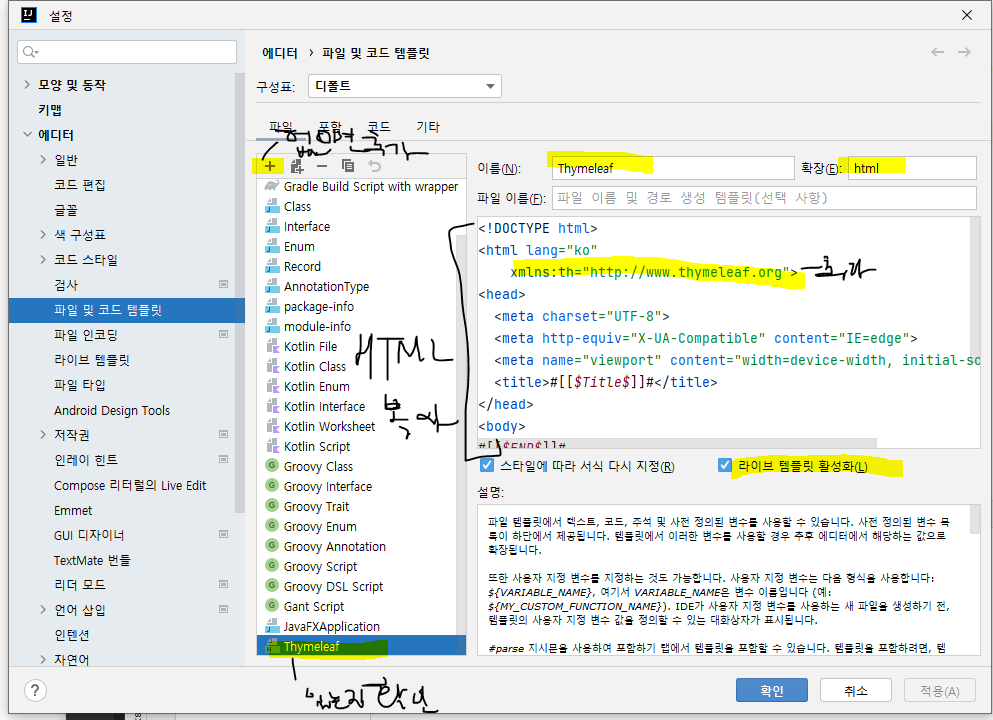 설정
에디터 › 파일 및 코드 템플릿
구성표: 디폴트
모양 및 동작
키맵
에디터
일반
코드 편집
글꼴
색 구성표
코드 스타일
검사
파일 및 코드 템플릿
파일 인코딩
라이브 템플릿
파일 타입
Android Design Tools
저작권
인레이 힌트
Compose 리터럴의 Live Edit
Emmet
GUI 디자이너
TextMate 번들
리더 모드
언어 삽입
인텐션
자연어
파일 포함 코드 기타
없으면 추가
Gradle Build Script with wrapper
Class
Interface
Enum
Record
AnnotationType
package-info
module-info
Kotlin File
Kotlin Class
Kotlin Enum
Kotlin Interface
Kotlin Worksheet
Kotlin Script
Groovy Class
Groovy Interface
Groovy Trait
Groovy Enum
Groovy Annotation
Groovy Script
Groovy DSL Script
Gant Script
JavaFXApplication
Thymeleaf
HTML
복사
있는지 확인
이름(N): Thymeleaf 확장(E): html
파일 이름(F): 파일 이름 및 경로 생성 템플릿(선택 사항)
<!DOCTYPE html>
<html lang="ko"
xmlns:th="http://www.thymeleaf.org"> 추가
<head>
<meta charset="UTF-8">
<meta http-equiv="X-UA-Compatible" content="IE=edge">
<meta name="viewport" content="width=device-width, initial-sc
<title>#[[$Title$]]#</title>
</head>
<body>
#[[$END$]]#
스타일에 따라 서식 다시 지정(R) 라이브 템플릿 활성화(L)
설명:
파일 템플릿에서 텍스트, 코드, 주석 및 사전 정의된 변수를 사용할 수 있습니다. 사전 정의된 변수 목
록이 하단에서 제공됩니다. 템플릿에서 이러한 변수를 사용할 경우 추후 에디터에서 해당하는 값으로
확장됩니다.
또한 사용자 지정 변수를 지정하는 것도 가능합니다. 사용자 지정 변수는 다음 형식을 사용합니다:
${VARIABLE_NAME}, 여기서 VARIABLE_NAME은 변수 이름입니다 (예:
${MY_CUSTOM_FUNCTION_NAME}). IDE가 사용자 지정 변수를 사용하는 새 파일을 생성하기 전,
템플릿의 사용자 지정 변수 값을 정의할 수 있는 대화상자가 표시됩니다.
#parse 지시문을 사용하여 포함하기 탭에서 템플릿을 포함할 수 있습니다. 템플릿을 포함하려면, 템
? 확인 취소 적용(A)